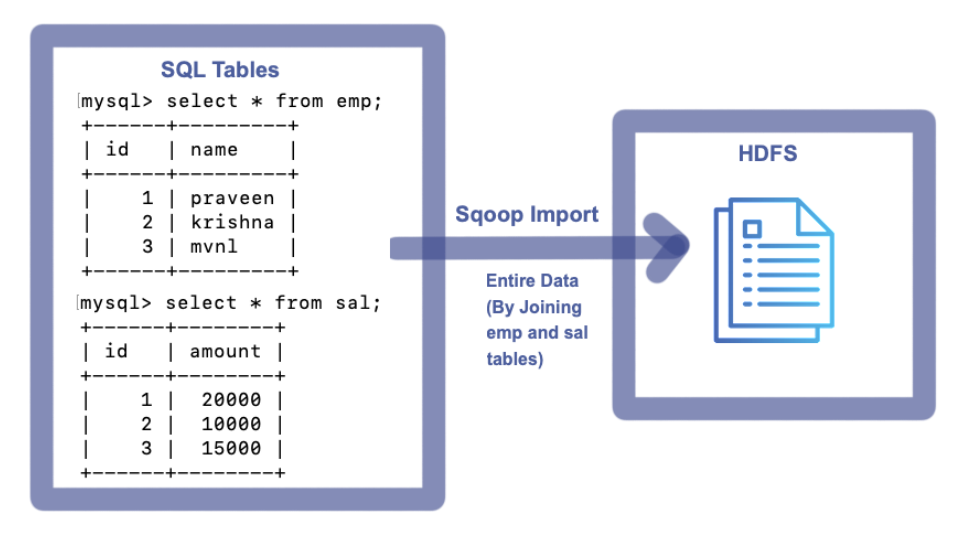 SQL Tables
mysql> select * from emp;
+------+---------+
| id   | name    |
+------+---------+
|    1 | praveen |
|    2 | krishna |
|    3 | mvnl    |
+------+---------+
mysql> select * from sal;
+------+--------+
| id   | amount |
+------+--------+
|    1 |  20000 |
|    2 |  10000 |
|    3 |  15000 |
+------+--------+
Sqoop Import
Entire Data
(By Joining
emp and sal
tables)
HDFS